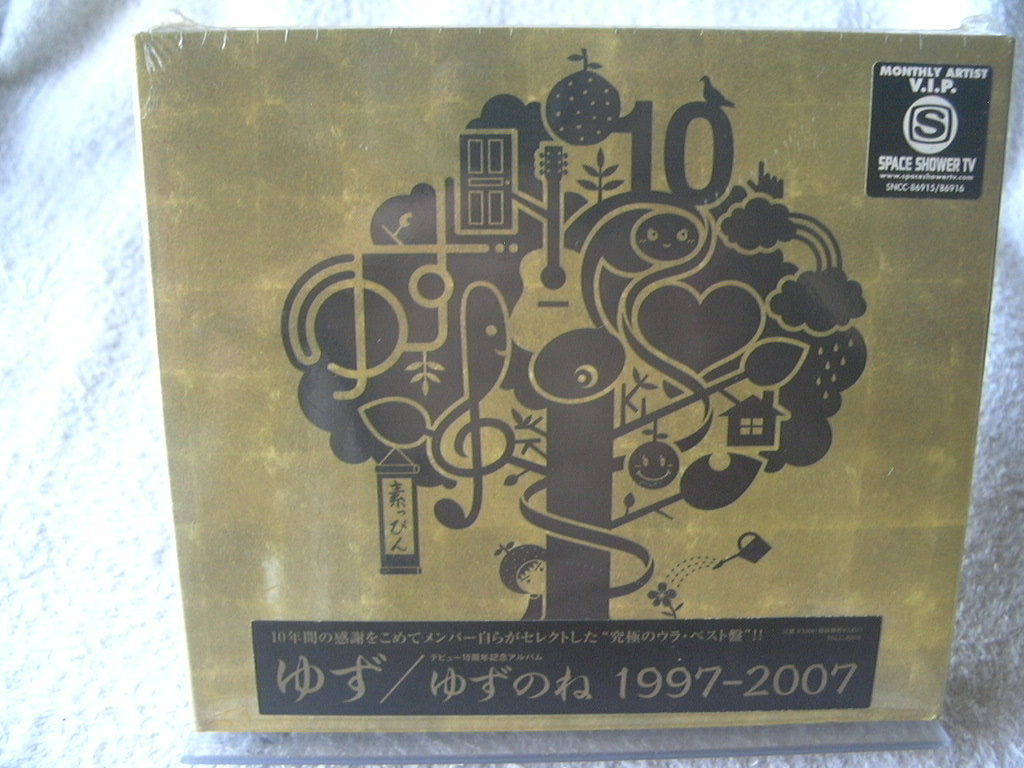 MONTHLY ARTIST
V.I.P.
S
SPACE SHOWER TV
www.spaceshowertv.com
SNCC-86915/86916
10
ゆず
素っぴん
10年間の感謝をこめてメンバー自らがセレクトした“究極のウラ・ベスト盤”!!
デビュー10周年記念アルバム
ゆず／ゆずのね 1997-2007